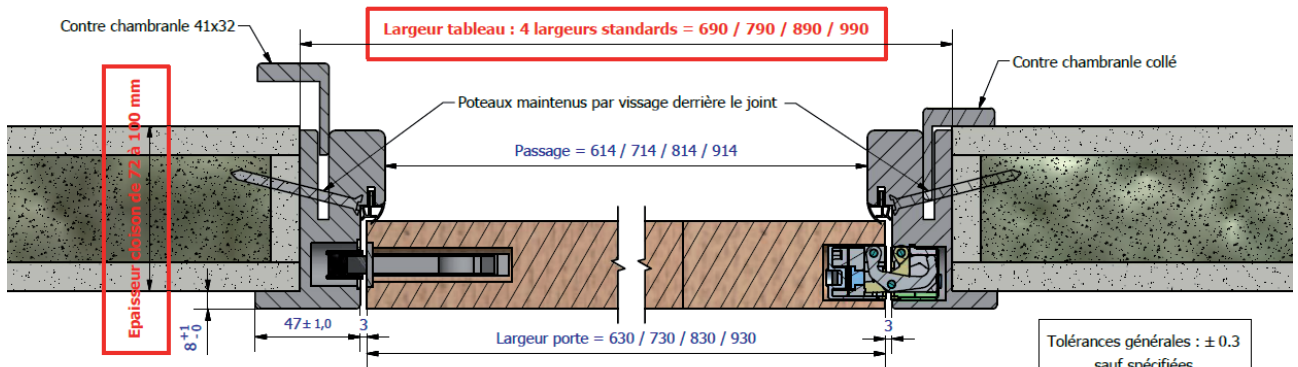 Contre chambranle 41x32
Largeur tableau : 4 largeurs standards = 690 / 790 / 890 / 990
Contre chambranle collé
Poteaux maintenus par vissage derrière le joint
Epaisseur cloison de 72 à 100 mm
Passage = 614 / 714 / 814 / 914
8 +1 -0
47± 1,0
3
Largeur porte = 630 / 730 / 830 / 930
3
Tolérances générales : ± 0.3
sauf spécifiées